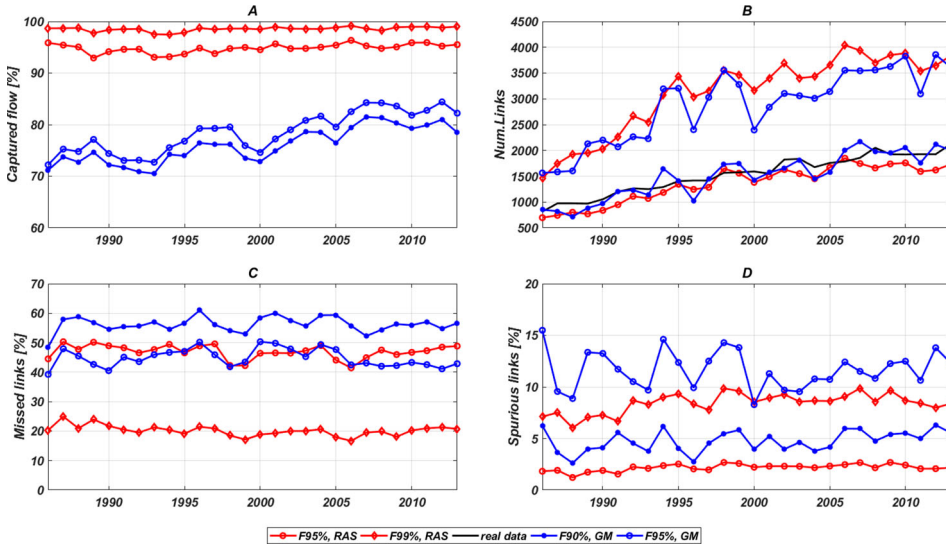 A
Captured flow [%]
100
90
80
70
60
1990 1995 2000 2005 2010
B
Num.Links
4500
4000
3500
3000
2500
2000
1500
1000
500
1990 1995 2000 2005 2010
C
Missed links [%]
70
60
50
40
30
20
10
0
1990 1995 2000 2005 2010
D
Spurious links [%]
20
15
10
5
0
1990 1995 2000 2005 2010
F95%, RAS F99%, RAS real data F90%, GM F95%, GM